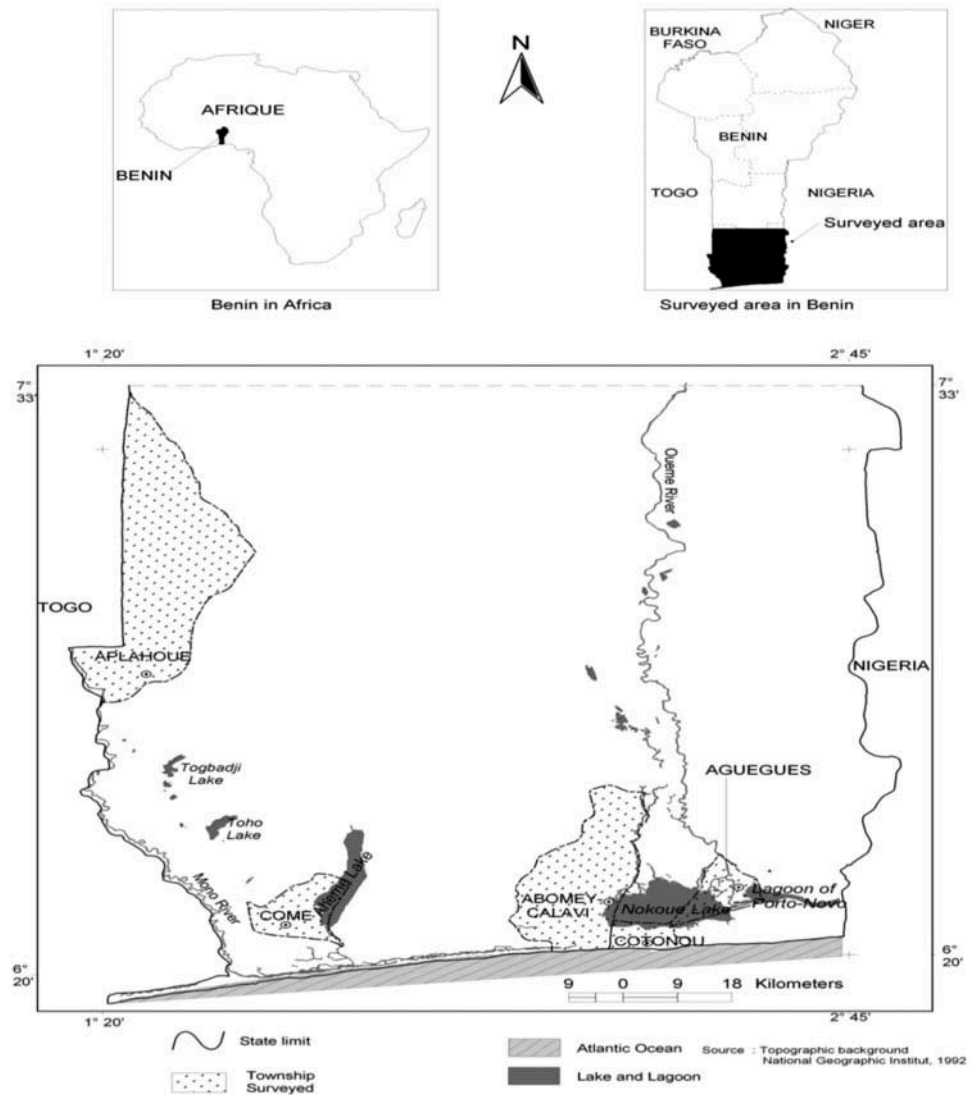 N
AFRIQUE
BENIN
Benin in Africa
BURKINA
FASO
NIGER
BENIN
TOGO
NIGERIA
Surveyed area
Surveyed area in Benin
1° 20'
2° 45'
7°
33'
7°
33'
Oueme River
TOGO
APLAHOUE
NIGERIA
Togbadji
Lake
AGUEGUES
Toho
Lake
Mono River
Aheme Lake
COME
ABOMEY
CALAVI
Nokoue Lake
Lagoon of
Porto-Novo
COTONOU
6°
20'
6°
20'
9 0 9 18 Kilometers
1° 20'
2° 45'
State limit
Township
Surveyed
Atlantic Ocean
Lake and Lagoon
Source : Topographic background
National Geographic Institut, 1992